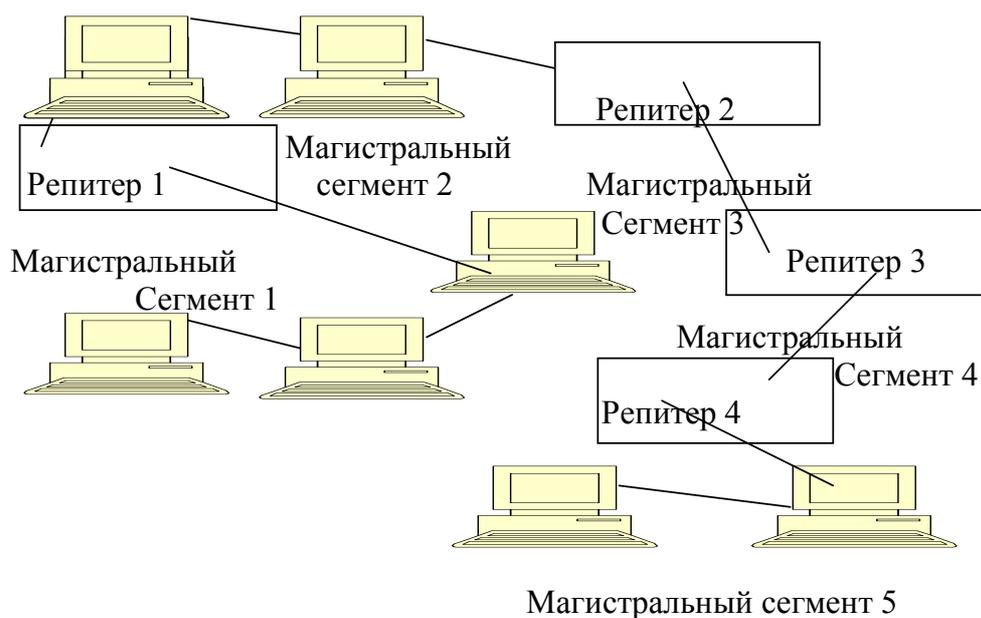 Репитер 2
Магистральный
сегмент 2
Репитер 1
Магистральный
Сегмент 3
Репитер 3
Магистральный
Сегмент 1
Магистральный
Сегмент 4
Репитер 4
Магистральный сегмент 5